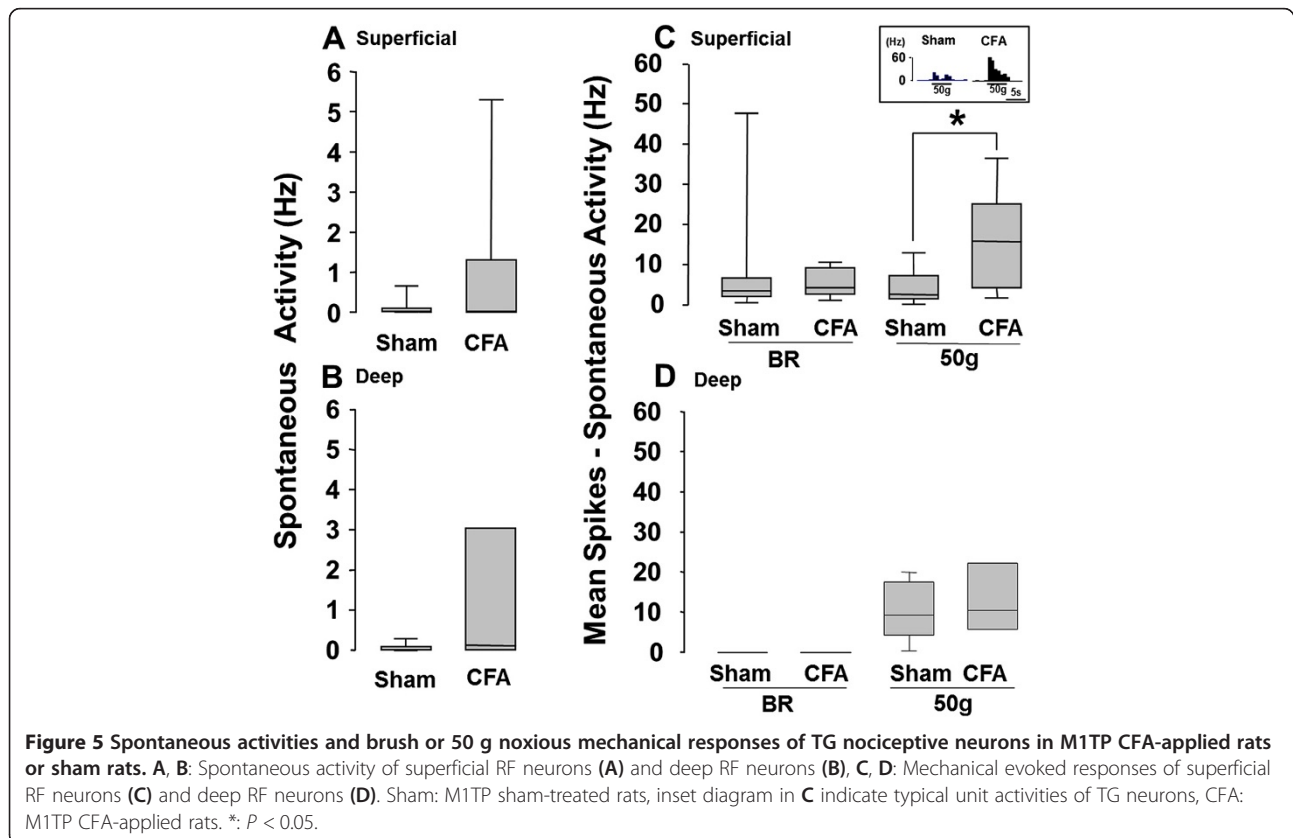 A Superficial
Spontaneous Activity (Hz)
6
5
4
3
2
1
0
Sham CFA
B Deep
6
5
4
3
2
1
0
Sham CFA
C Superficial
Mean Spikes - Spontaneous Activity (Hz)
60
50
40
30
20
10
0
(Hz) Sham CFA
60
0
50g 50g 5s
*
Sham CFA Sham CFA
BR 50g
D Deep
60
50
40
30
20
10
0
Sham CFA Sham CFA
BR 50g
Figure 5 Spontaneous activities and brush or 50 g noxious mechanical responses of TG nociceptive neurons in M1TP CFA-applied rats
or sham rats. A, B: Spontaneous activity of superficial RF neurons (A) and deep RF neurons (B), C, D: Mechanical evoked responses of superficial
RF neurons (C) and deep RF neurons (D). Sham: M1TP sham-treated rats, inset diagram in C indicate typical unit activities of TG neurons, CFA:
M1TP CFA-applied rats. *: P < 0.05.